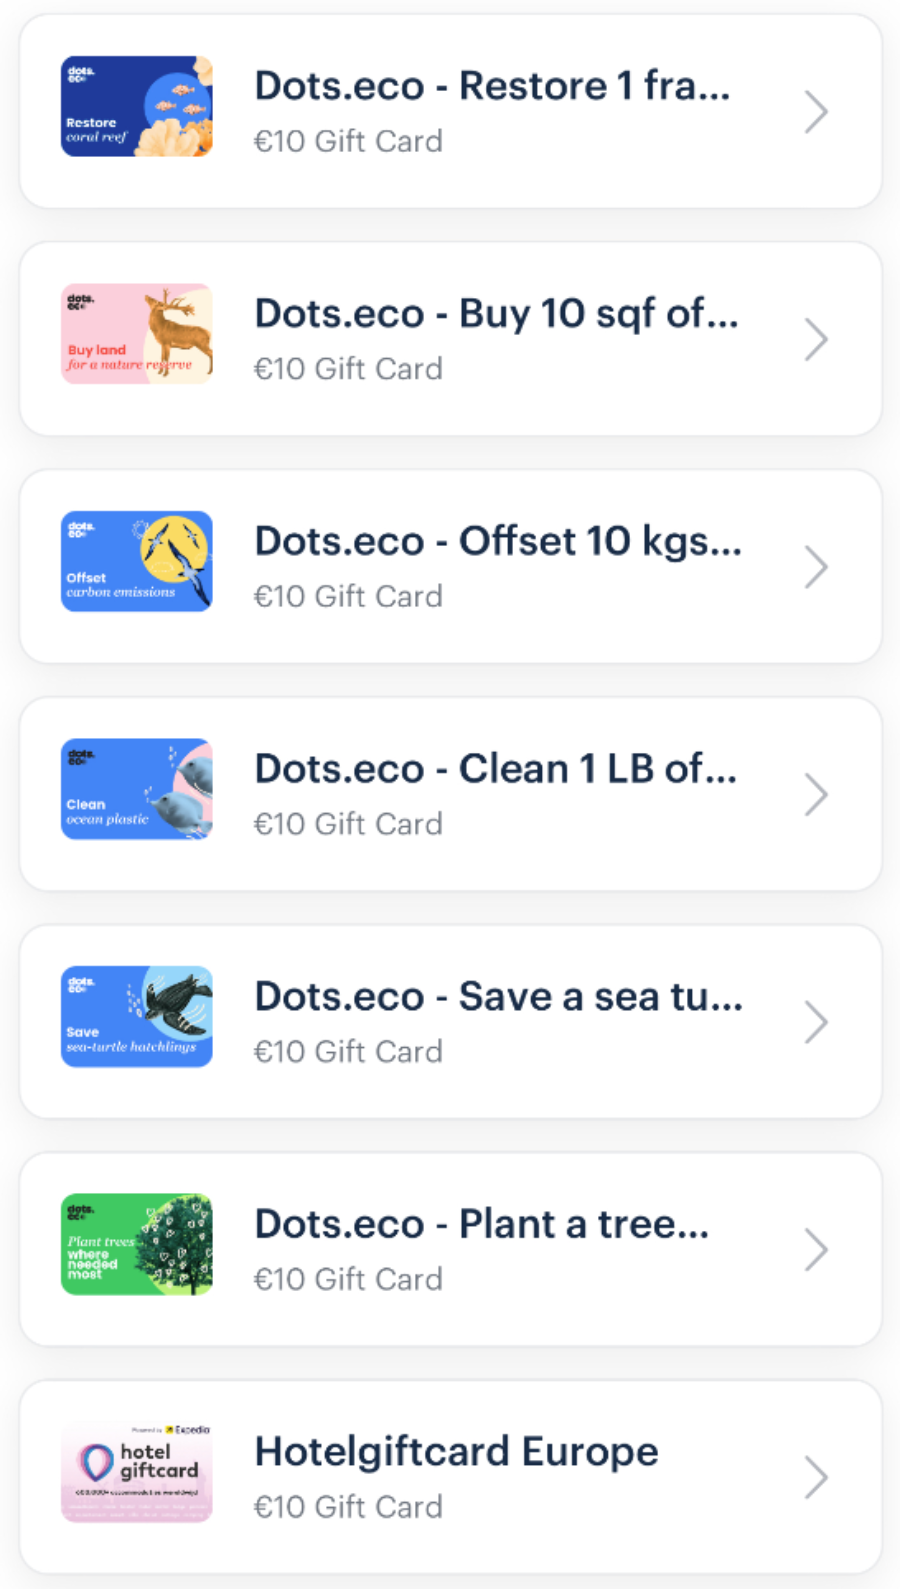 dots.
eco
Restore
coral reef
Dots.eco - Restore 1 fra...
€10 Gift Card
dots.
eco
Buy land
for a nature reserve
Dots.eco - Buy 10 sqf of...
€10 Gift Card
dots.
eco
Offset
carbon emissions
Dots.eco - Offset 10 kgs...
€10 Gift Card
dots.
eco
Clean
ocean plastic
Dots.eco - Clean 1 LB of...
€10 Gift Card
dots.
eco
Save
sea-turtle hatchlings
Dots.eco - Save a sea tu...
€10 Gift Card
dots.
eco
Plant trees
where
needed
most
Dots.eco - Plant a tree...
€10 Gift Card
Powered by Expedia
hotel
giftcard
Hotelgiftcard Europe
€10 Gift Card